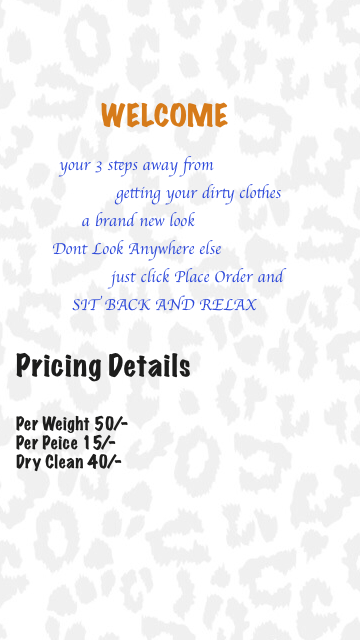 WELCOME
your 3 steps away from
getting your dirty clothes
a brand new look
Dont Look Anywhere else
just click Place Order and
SIT BACK AND RELAX
Pricing Details
Per Weight 50/-
Per Peice 15/-
Dry Clean 40/-